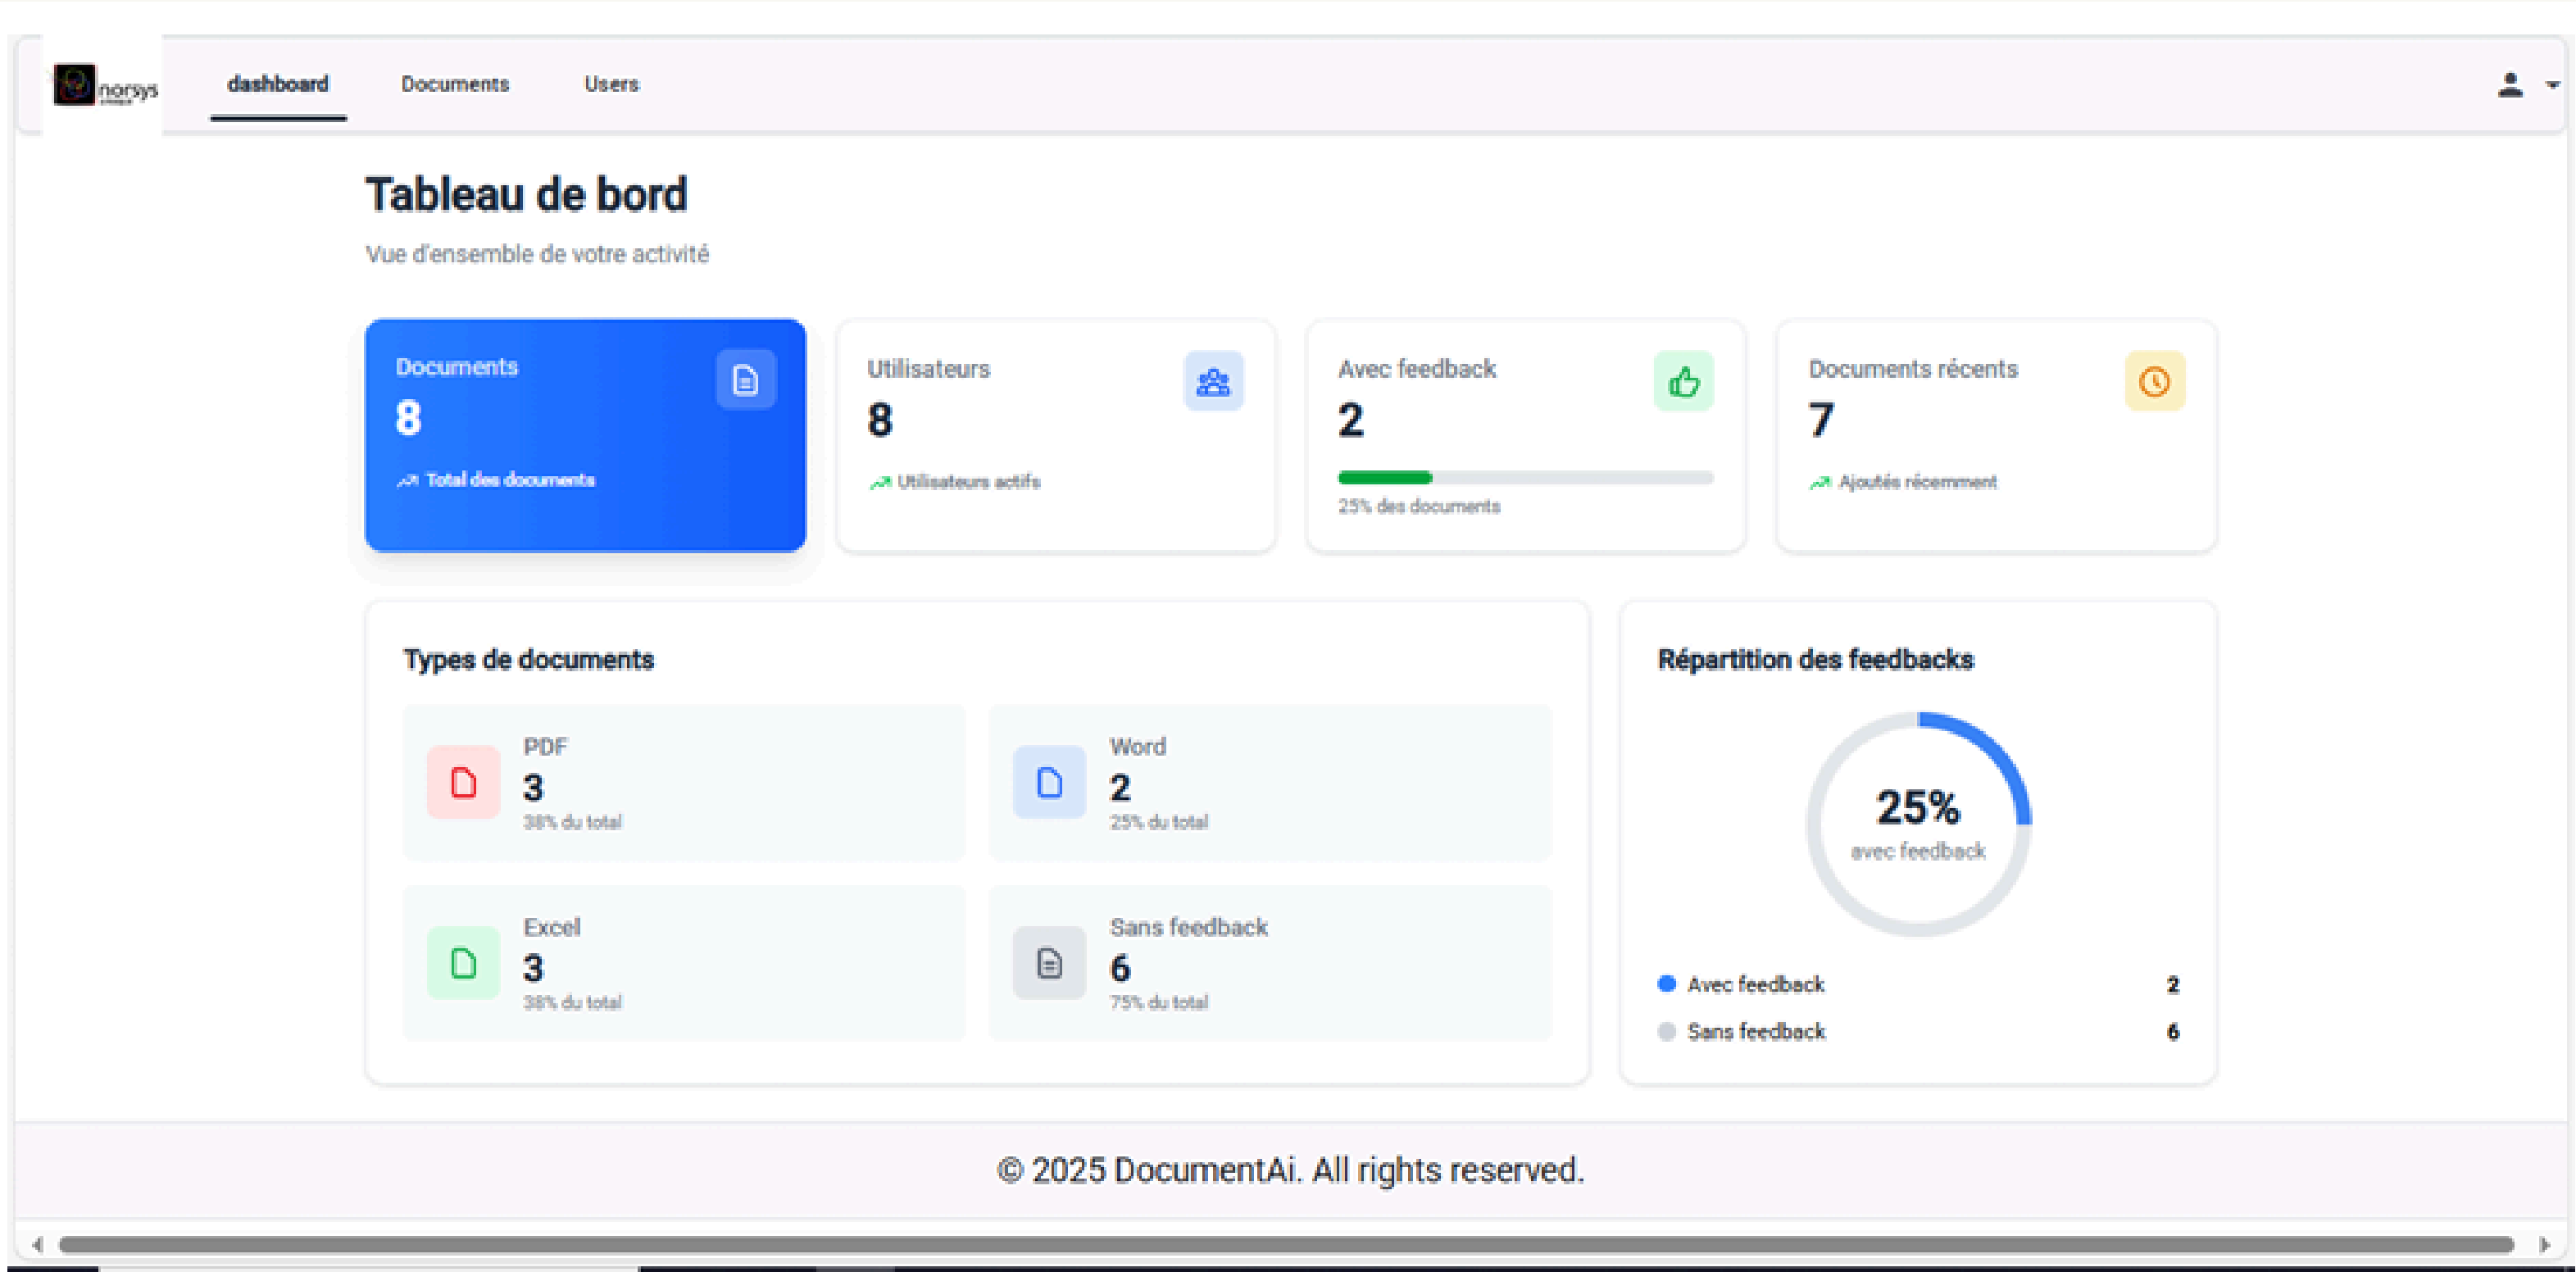 norsys
dashboard Documents Users
Tableau de bord
Vue d'ensemble de votre activité
Documents
8
Total des documents
Utilisateurs
8
Utilisateurs actifs
Avec feedback
2
25% des documents
Documents récents
7
Ajoutés récemment
Types de documents
PDF
3
38% du total
Word
2
25% du total
Excel
3
38% du total
Sans feedback
6
75% du total
Répartition des feedbacks
25%
avec feedback
Avec feedback 2
Sans feedback 6
© 2025 DocumentAi. All rights reserved.